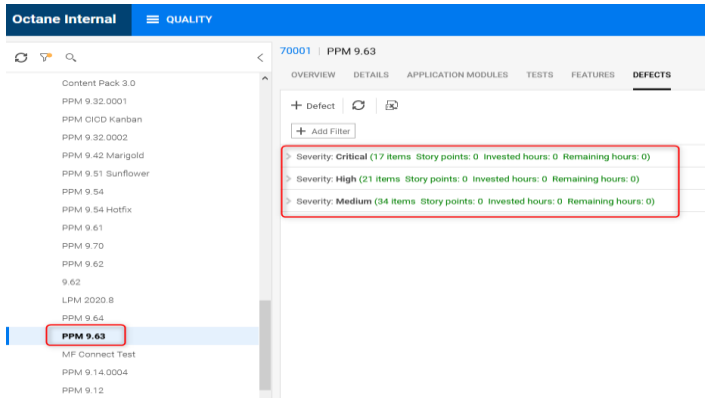 Octane Internal QUALITY
70001 | PPM 9.63
OVERVIEW DETAILS APPLICATION MODULES TESTS FEATURES DEFECTS
+ Defect
+ Add Filter
Severity: Critical (17 items Story points: 0 Invested hours: 0 Remaining hours: 0)
Severity: High (21 items Story points: 0 Invested hours: 0 Remaining hours: 0)
Severity: Medium (34 items Story points: 0 Invested hours: 0 Remaining hours: 0)
Content Pack 3.0
PPM 9.32.0001
PPM CICD Kanban
PPM 9.32.0002
PPM 9.42 Marigold
PPM 9.51 Sunflower
PPM 9.54
PPM 9.54 Hotfix
PPM 9.61
PPM 9.70
PPM 9.62
9.62
LPM 2020.8
PPM 9.64
PPM 9.63
MF Connect Test
PPM 9.14.0004
PPM 9.12